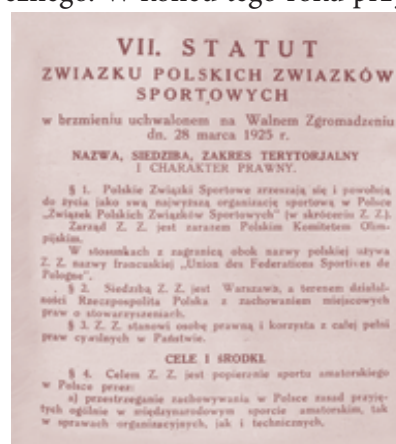 cznego. W końcu tego roku przy
VII. STATUT
ZWIAZKU POLSKICH ZWIAZKÓW
SPORTOWYCH
w brzmieniu uchwalonem na Walnem Zgromadzeniu
dn. 28 marca 1925 r.
NAZWA, SIEDZIBA, ZAKRES TERYTORJALNY
I CHARAKTER PRAWNY.
§ 1. Polskie Związki Sportowe zrzeszają się i powołują
do życia jako swą najwyższą organizację sportową w Polsce
„Związek Polskich Związków Sportowych" (w skróceniu Z. Z.).
Zarząd Z. Z. jest zarazem Polskim Komitetem Olim-
pijskim.
W stosunkach z zagranicą obok nazwy polskiej używa
Z. Z. nazwy francuskiej „Union des Federations Sportives de
Pologne".
§ 2. Siedzibą Z. Z. jest Warszawa, a terenem działal-
ności Rzeczpospolita Polska z zachowaniem miejscowych
praw o stowarzyszeniach.
§ 3. Z. Z. stanowi osobę prawną i korzysta z całej pełni
praw cywilnych w Państwie.
CELE I ŚRODKI.
§ 4. Celem Z. Z. jest popieranie sportu amatorskiego
w Polsce przez:
a) przestrzeganie zachowywania w Polsce zasad przyję-
tych ogólnie w międzynarodowym sporcie amatorskim, tak
w sprawach organizacyjnych, jak i technicznych,